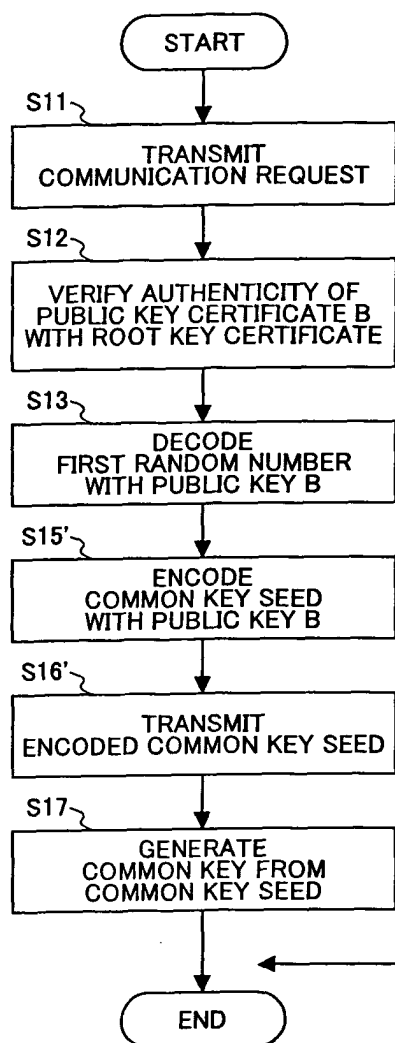 START
S11
TRANSMIT
COMMUNICATION REQUEST
S12
VERIFY AUTHENTICITY OF
PUBLIC KEY CERTIFICATE B
WITH ROOT KEY CERTIFICATE
S13
DECODE
FIRST RANDOM NUMBER
WITH PUBLIC KEY B
S15'
ENCODE
COMMON KEY SEED
WITH PUBLIC KEY B
S16'
TRANSMIT
ENCODED COMMON KEY SEED
S17
GENERATE
COMMON KEY FROM
COMMON KEY SEED
END